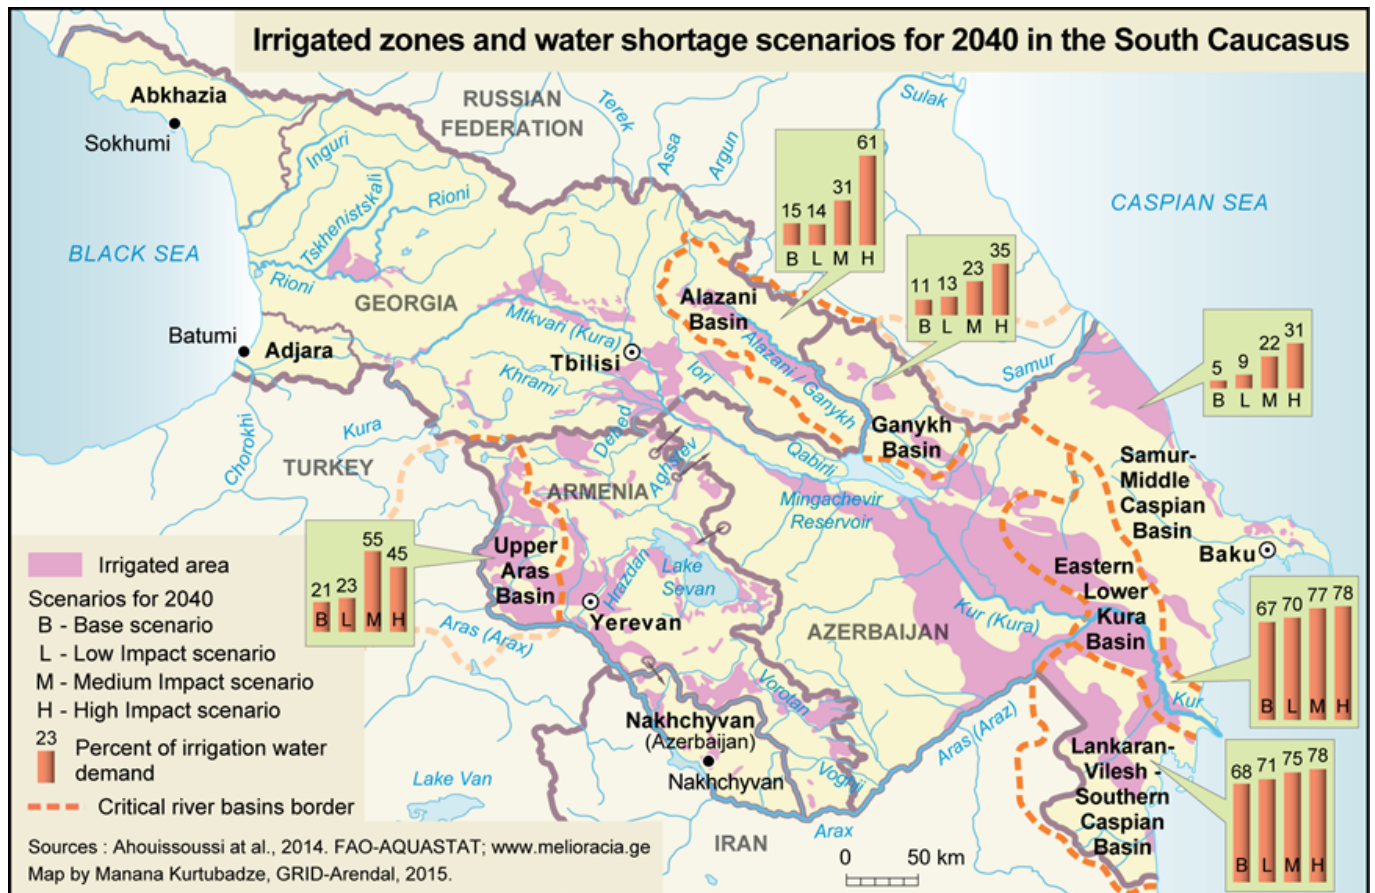 Irrigated zones and water shortage scenarios for 2040 in the South Caucasus
Abkhazia
Sokhumi
RUSSIAN
FEDERATION
Terek
Assa
Argun
Sulak
Inguri
Tskhenistskali
Rioni
BLACK SEA
CASPIAN SEA
Rioni
GEORGIA
15 14 31 61
B L M H
11 13 23 35
B L M H
5 9 22 31
B L M H
Alazani
Basin
Mtkvari (Kura)
Batumi
Adjara
Tbilisi
Khrami
Iori
Alazani / Ganykh
Samur
Chorokhi
Kura
TURKEY
Debed
Aghstev
Qabirli
Ganykh
Basin
ARMENIA
Mingachevir
Reservoir
Samur-
Middle
Caspian
Basin
Baku
21 23 55 45
B L M H
Upper
Aras
Basin
Hrazdan
Lake
Sevan
Yerevan
Aras (Arax)
Eastern
Lower
Kura
Basin
Kur (Kura)
AZERBAIJAN
67 70 77 78
B L M H
Kur
Vorotan
Nakhchyvan
(Azerbaijan)
Nakhchyvan
Voghji
Aras (Araz)
Lankaran-
Vilesh -
Southern
Caspian
Basin
68 71 75 78
B L M H
Lake Van
IRAN
Arax
0 50 km
Irrigated area
Scenarios for 2040
B - Base scenario
L - Low Impact scenario
M - Medium Impact scenario
H - High Impact scenario
23
Percent of irrigation water
demand
Critical river basins border
Sources : Ahouissoussi at al., 2014. FAO-AQUASTAT; www.melioracia.ge
Map by Manana Kurtubadze, GRID-Arendal, 2015.